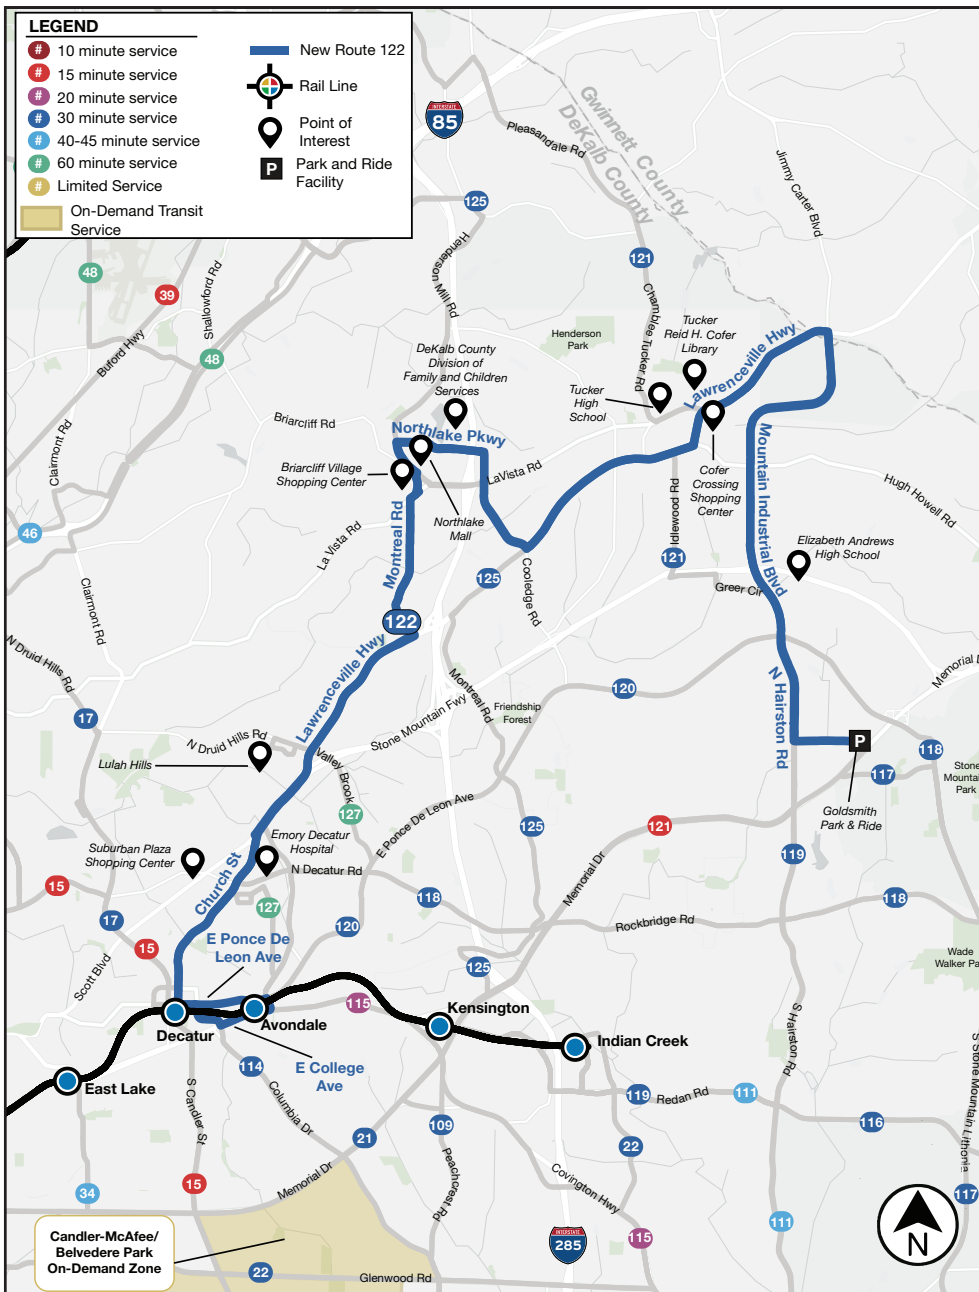 LEGEND
# 10 minute service
# 15 minute service
# 20 minute service
# 30 minute service
# 40-45 minute service
# 60 minute service
# Limited Service
On-Demand Transit
Service
New Route 122
Rail Line
Point of
Interest
P Park and Ride
Facility
INTERSTATE
85
Pleasandale Rd
Gwinnett County
DeKalb County
Jimmy Carter Blvd
125
Henderson Mill Rd
121
Chamblee Tucker Rd
48
39
Shallowford Rd
Buford Hwy
48
Henderson
Park
Tucker
Reid H. Cofer
Library
Lawrenceville Hwy
DeKalb County
Division of
Family and Children
Services
Tucker
High
School
Briarcliff Rd
Northlake Pkwy
Clairmont Rd
Briarcliff Village
Shopping Center
LaVista Rd
Cofer
Crossing
Shopping
Center
Mountain Industrial Blvd
Hugh Howell Rd
Northlake
Mall
Montreal Rd
La Vista Rd
46
Idlewood Rd
Elizabeth Andrews
High School
121
125
Cooledge Rd
Greer Cir
Clairmont Rd
122
Lawrenceville Hwy
N Druid Hills Rd
Montreal Rd
120
N Hairston Rd
Memorial D
17
Friendship
Forest
Stone Mountain Fwy
N Druid Hills Rd
Lulah Hills
Valley Brook
P
118
117
Stone
Mounta
Park
Goldsmith
Park & Ride
127
E Ponce De Leon Ave
125
121
119
Emory Decatur
Hospital
Suburban Plaza
Shopping Center
N Decatur Rd
Memorial Dr
Church St
15
118
118
127
17
120
Rockbridge Rd
E Ponce De
Leon Ave
15
Scott Blvd
125
Wade
Walker Pa
115
Kensington
Decatur
Avondale
Indian Creek
S Hairston Rd
S Stone Mountain Lithonia
E College
Ave
114
East Lake
S Candler St
Columbia Dr
119
Redan Rd
111
116
109
21
22
Peachcrest Rd
Covington Hwy
Memorial Dr
34
15
117
111
115
INTERSTATE
285
N
Candler-McAfee/
Belvedere Park
On-Demand Zone
22
Glenwood Rd